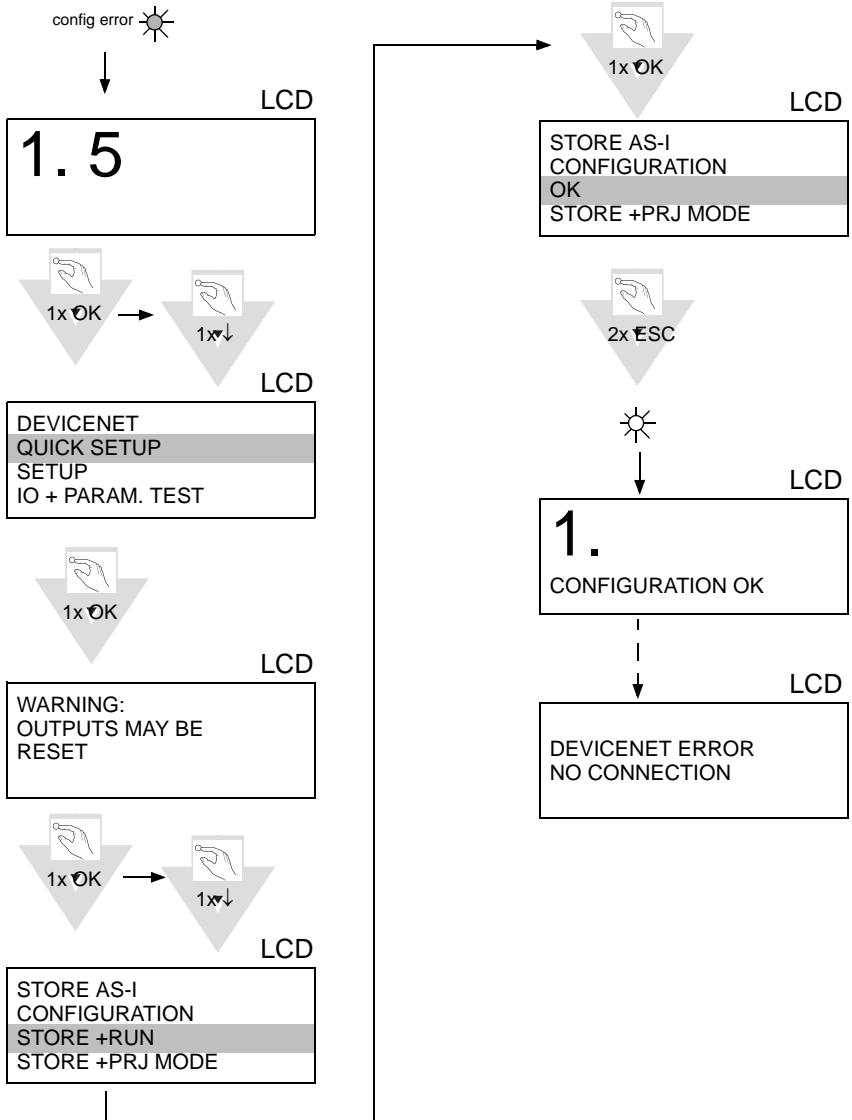 config error
LCD
1. 5
1x OK
1x ↓
LCD
DEVICENET
QUICK SETUP
SETUP
IO + PARAM. TEST
1x OK
LCD
WARNING:
OUTPUTS MAY BE
RESET
1x OK
1x ↓
LCD
STORE AS-I
CONFIGURATION
STORE +RUN
STORE +PRJ MODE
1x OK
LCD
STORE AS-I
CONFIGURATION
OK
STORE +PRJ MODE
2x ESC
LCD
1.
CONFIGURATION OK
LCD
DEVICENET ERROR
NO CONNECTION